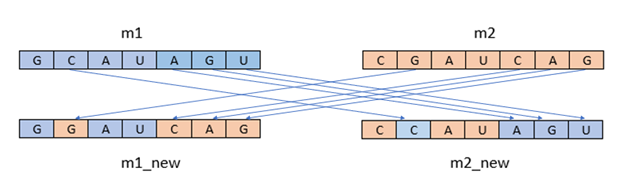 m1 m2
G C A U A G U C G A U C A G
G G A U C A G C C A U A G U
m1_new m2_new